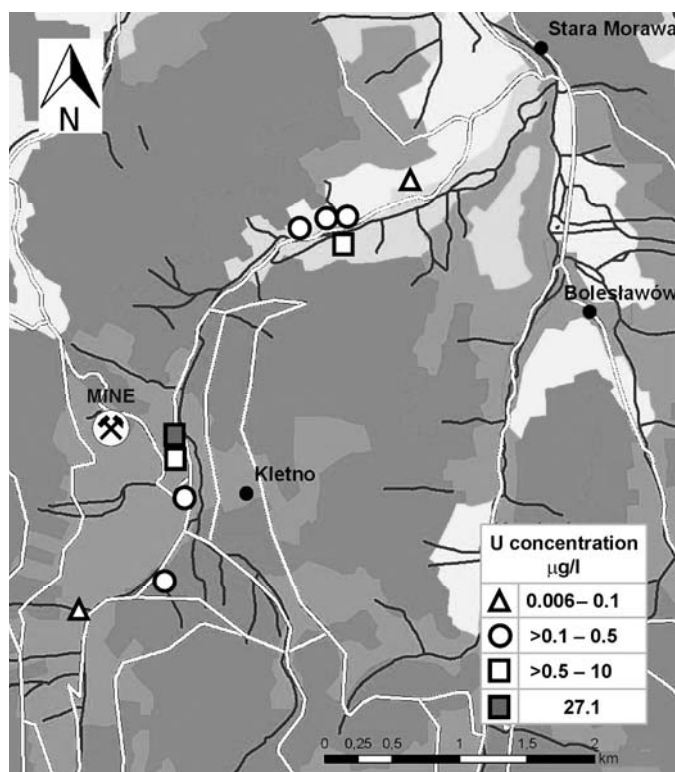 Stara Morawa
N
Bolesławów
MINE
Kletno
U concentration
μg/l
0.006 – 0.1
>0.1 – 0.5
>0.5 – 10
27.1
0 0,25 0,5 1 1,5 2
km